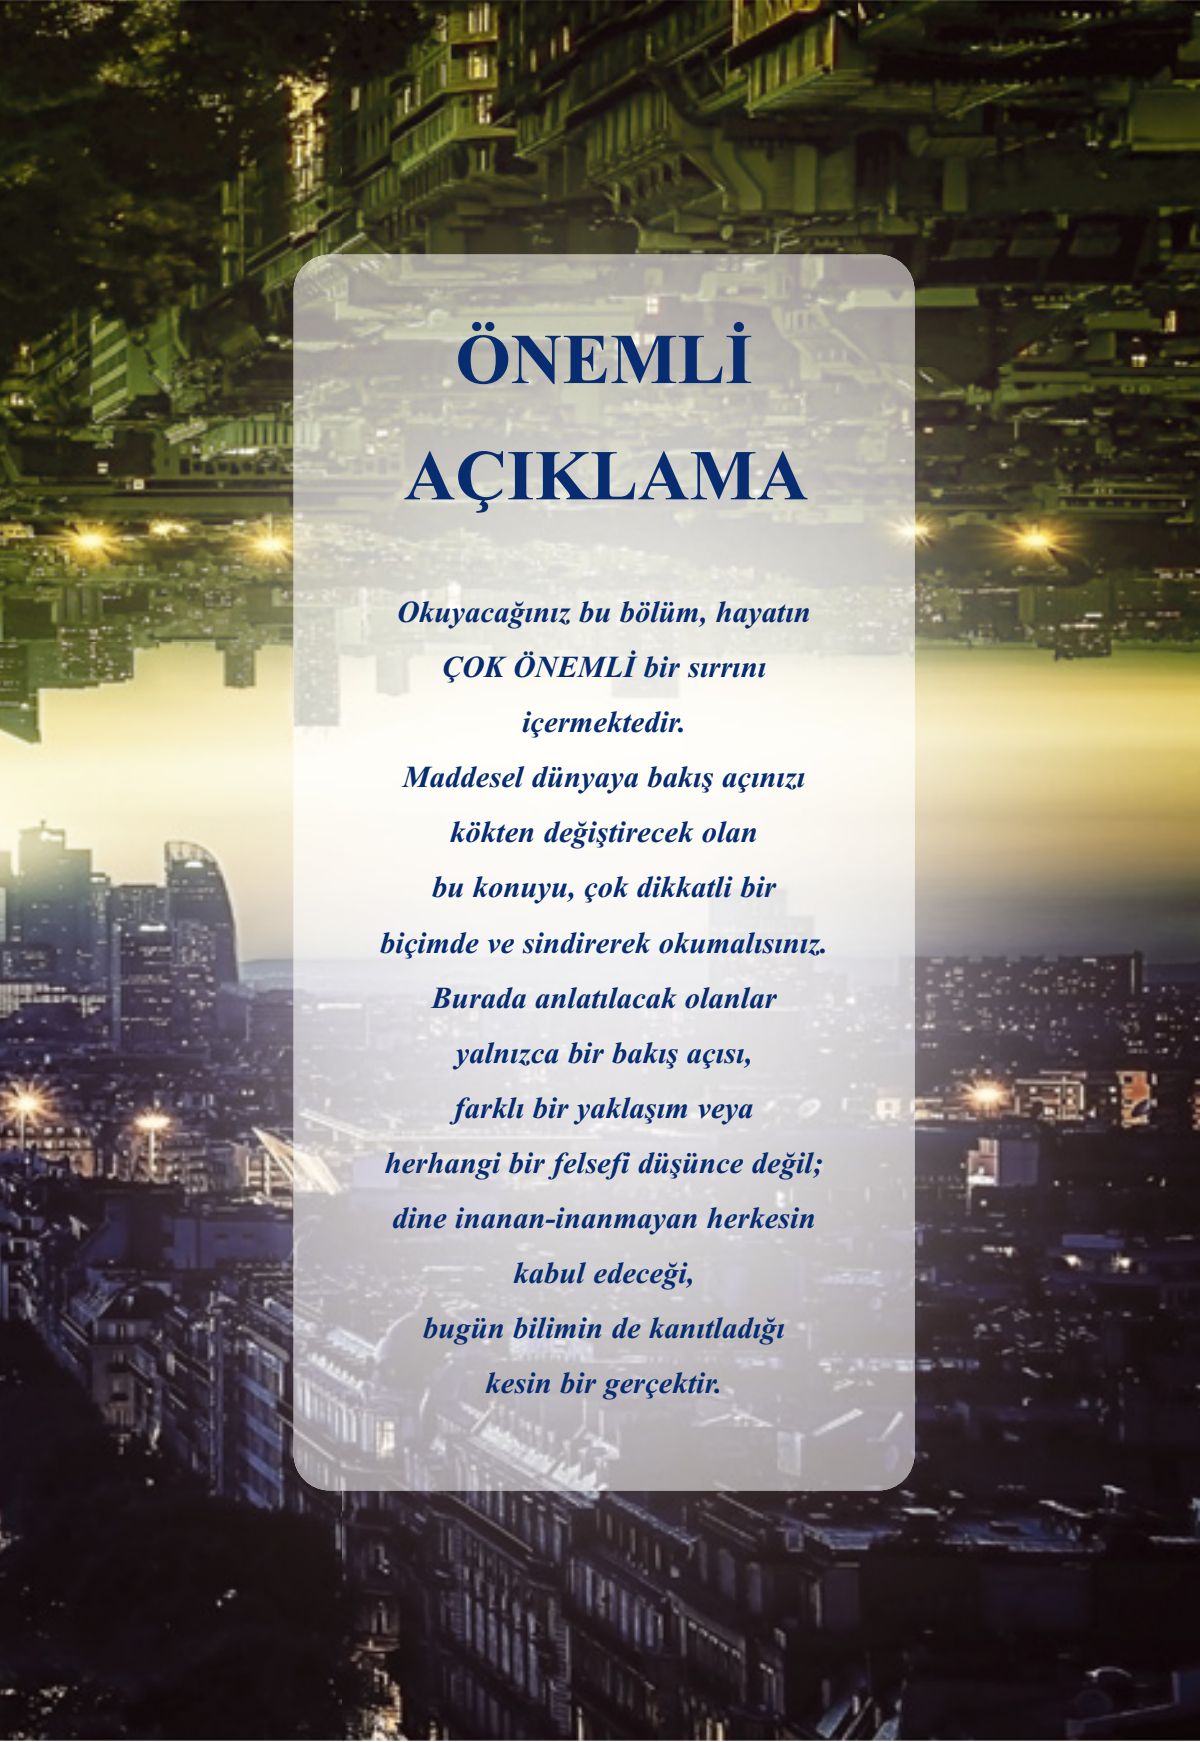 ÖNEMLİ
AÇIKLAMA
Okuyacağınız bu bölüm, hayatın
ÇOK ÖNEMLİ bir sırrını
içermektedir.
Maddesel dünyaya bakış açınızı
kökten değiştirecek olan
bu konuyu, çok dikkatli bir
biçimde ve sindirerek okumalısınız.
Burada anlatılacak olanlar
yalnızca bir bakış açısı,
farklı bir yaklaşım veya
herhangi bir felsefi düşünce değil;
dine inanan-inanmayan herkesin
kabul edeceği,
bugün bilimin de kanıtladığı
kesin bir gerçektir.